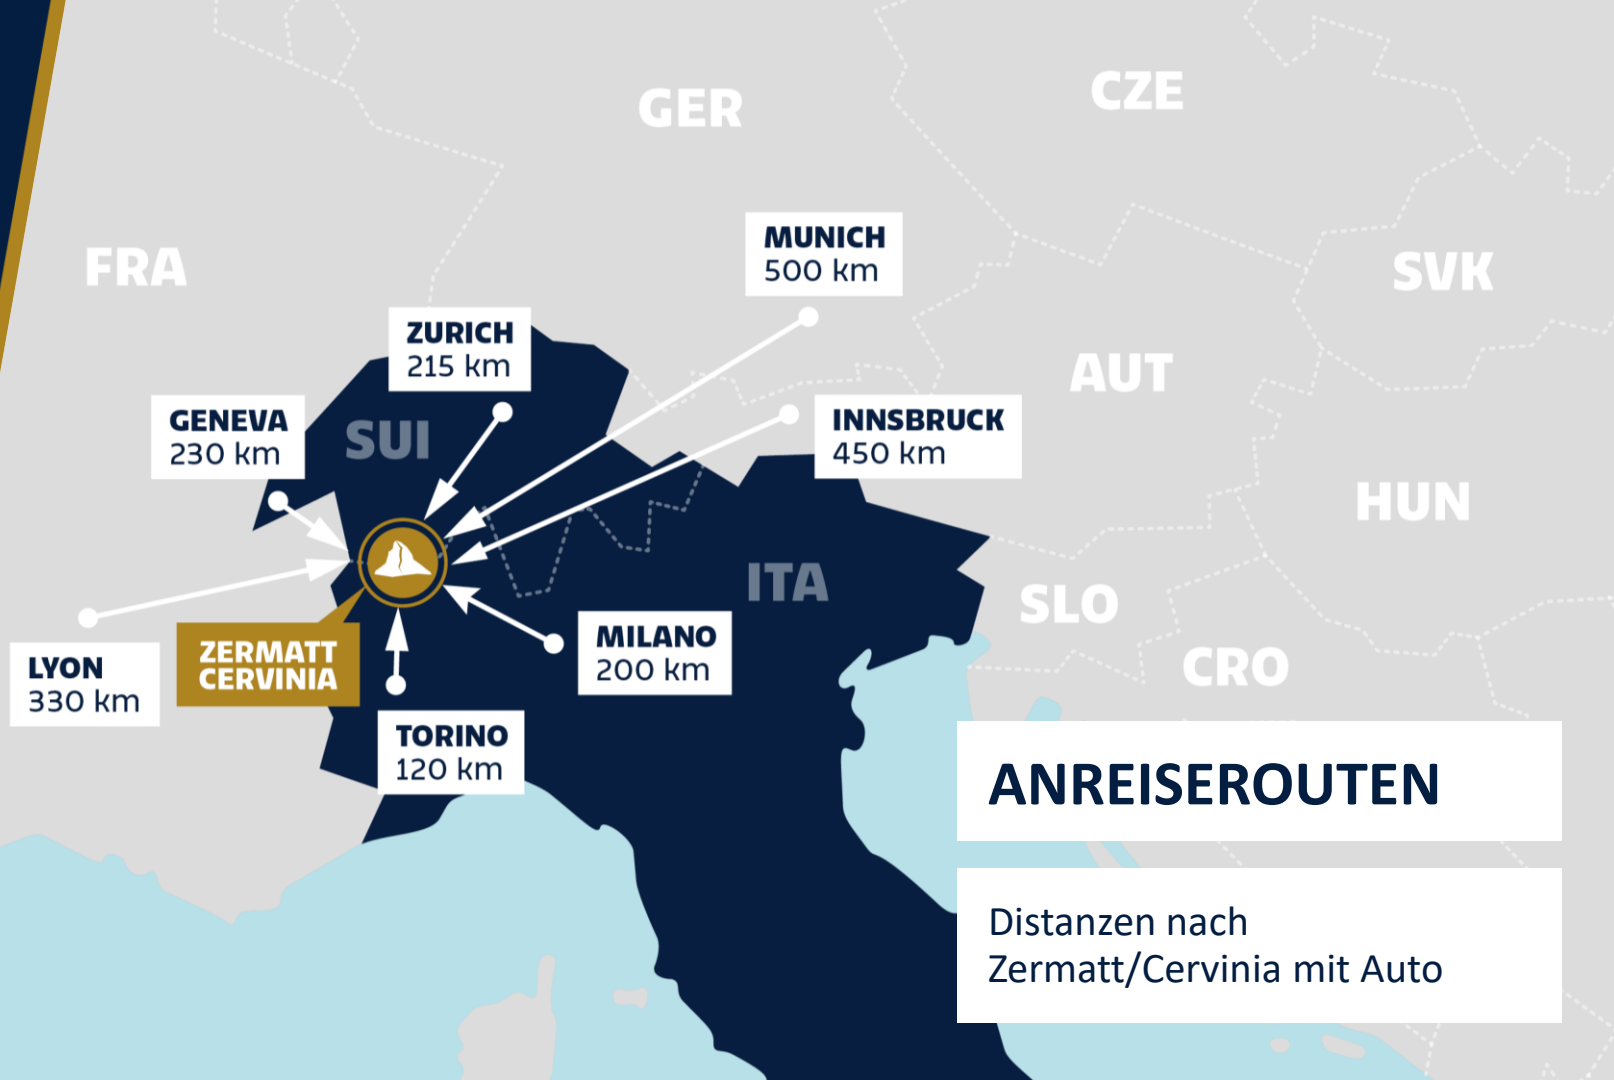 GER
CZE
FRA
MUNICH
500 km
SVK
ZURICH
215 km
AUT
GENEVA
230 km
SUI
INNSBRUCK
450 km
HUN
ITA
SLO
MILANO
200 km
ZERMATT
CERVINIA
LYON
330 km
CRO
TORINO
120 km
ANREISEROUTEN
Distanzen nach
Zermatt/Cervinia mit Auto